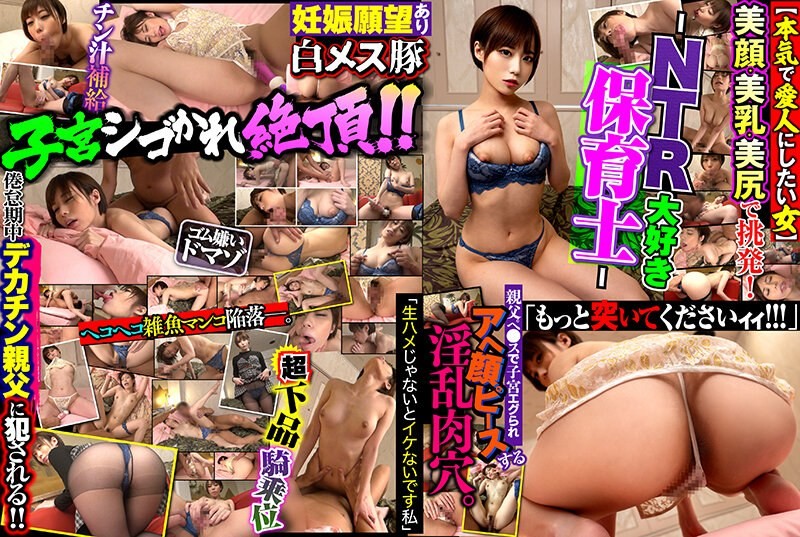 【本気で愛人にしたい女】
美顔・美乳・美尻で挑発！
―NTR大好き
保育士―
「もっと突いてくださいィィ!!!」
親父ペ●スで子宮エグられ
アヘ顔ピースする
淫乱肉穴。
妊娠願望あり
白メス豚
チン汁補給
子宮シゴかれ絶頂!!
倦怠期中
デカチン親父に犯される!!
ゴム嫌い
ドマゾ
ヘコヘコ雑魚マンコ陥落―。
「生ハメじゃないとイケないです私」
超下品
騎乗位